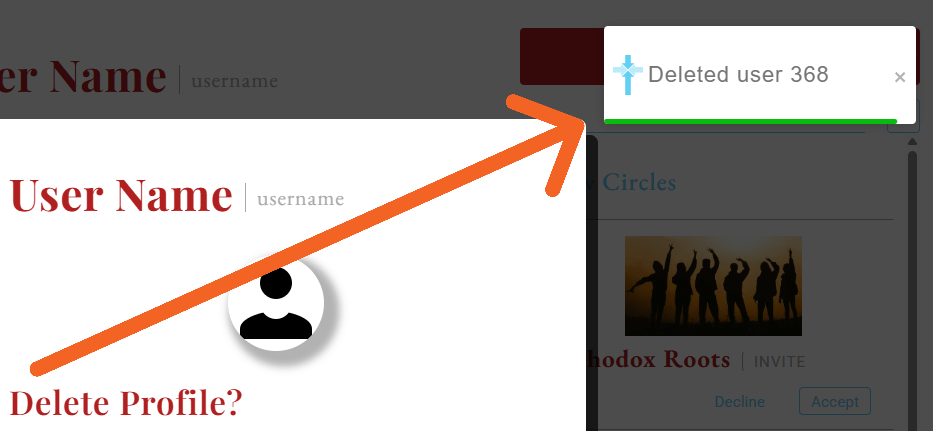 er Name | username
Deleted user 368 ×
User Name | username
Circles
hodox Roots | INVITE
Delete Profile?
Decline Accept